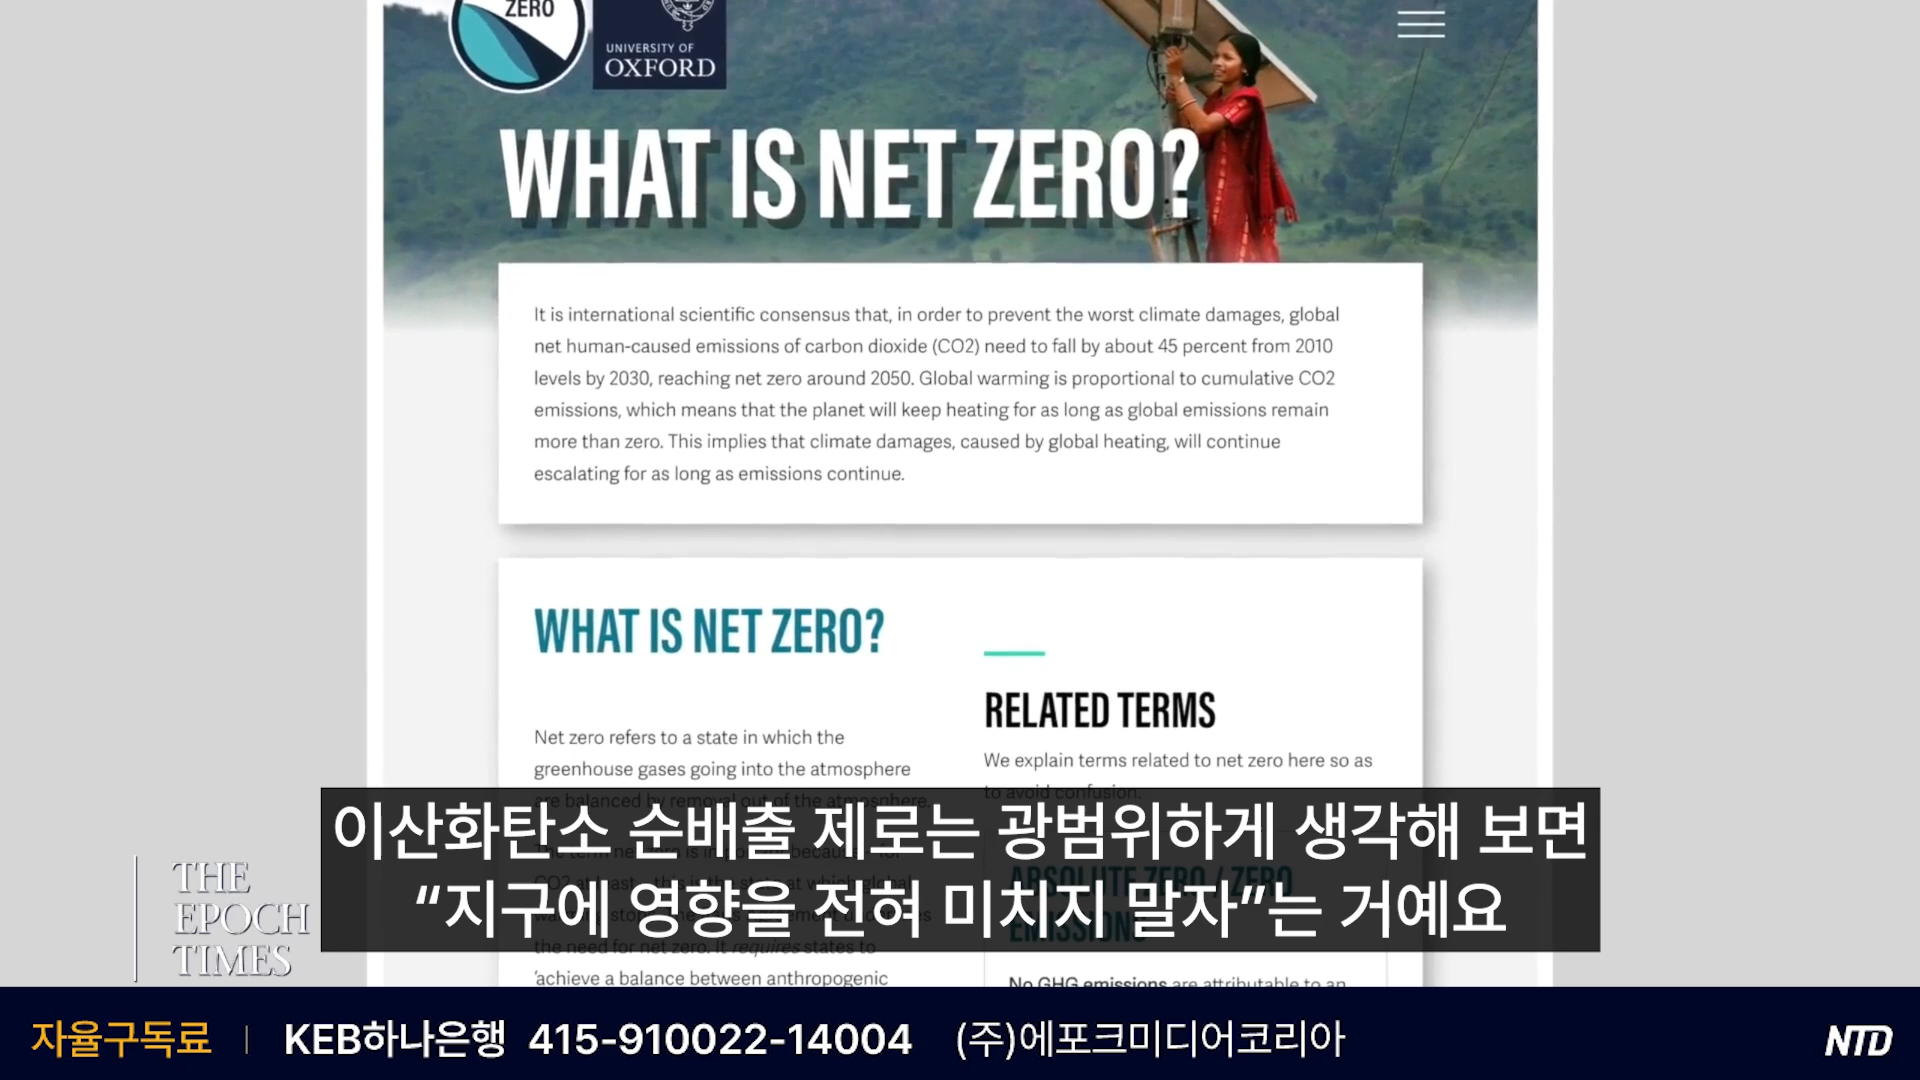 ZERO
UNIVERSITY OF
OXFORD
WHAT IS NET ZERO?
It is international scientific consensus that, in order to prevent the worst climate damages, global
net human-caused emissions of carbon dioxide (CO2) need to fall by about 45 percent from 2010
levels by 2030, reaching net zero around 2050. Global warming is proportional to cumulative CO2
emissions, which means that the planet will keep heating for as long as global emissions remain
more than zero. This implies that climate damages, caused by global heating, will continue
escalating for as long as emissions continue.
WHAT IS NET ZERO?
Net zero refers to a state in which the
greenhouse gases going into the atmosphere
are balanced by removal out of the atmosphere.
the need for net zero. It requires states to
'achieve a balance between anthropogenic
RELATED TERMS
We explain terms related to net zero here so as
to avoid confusion.
ABSOLUTE ZERO / ZERO
EMISSIONS
No GHG emissions are attributable to an
이산화탄소 순배출 제로는 광범위하게 생각해 보면
“지구에 영향을 전혀 미치지 말자”는 거예요
THE
EPOCH
TIMES
자율구독료 | KEB하나은행 415-910022-14004 (주)에포크미디어코리아
NTD